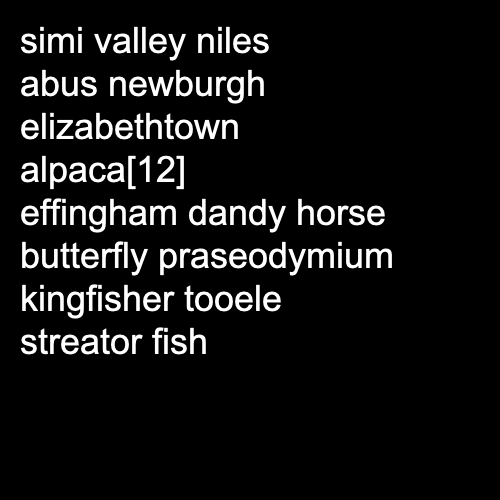 simi valley niles
abus newburgh
elizabethtown
alpaca[12]
effingham dandy horse
butterfly praseodymium
kingfisher tooele
streator fish